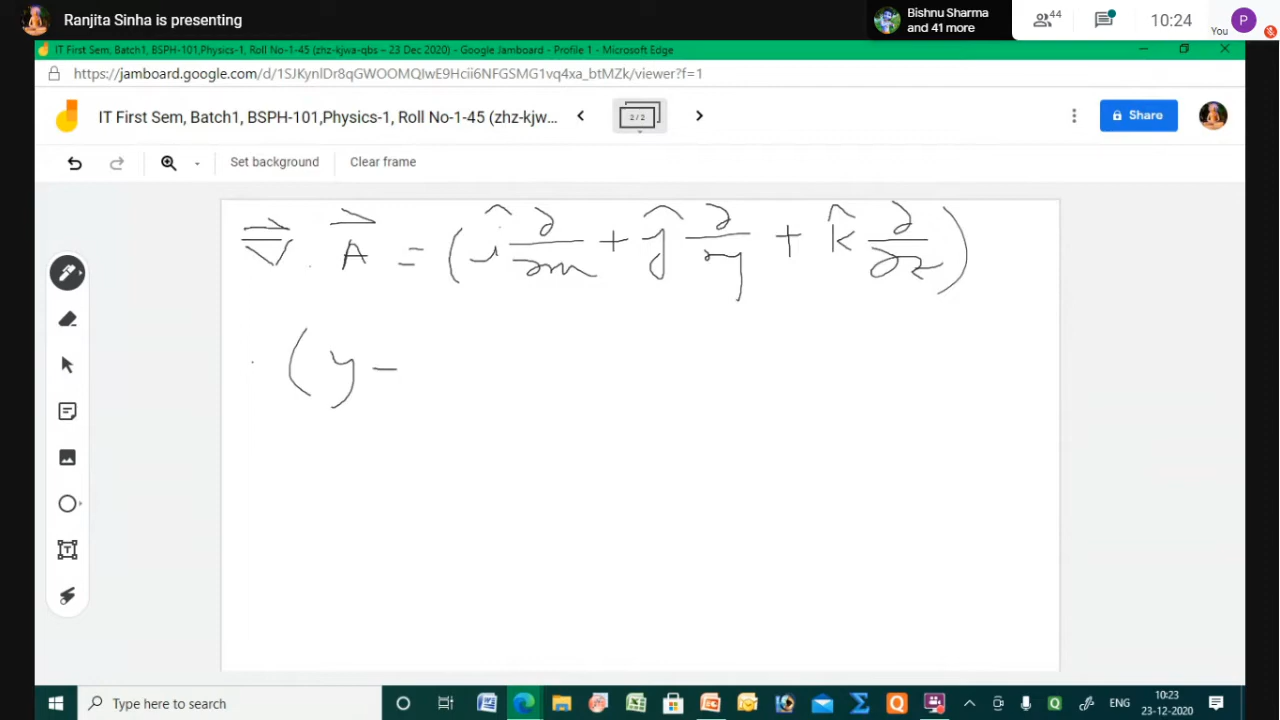 Ranjita Sinha is presenting
Bishnu Sharma
and 41 more
44
10:24
You
P
IT First Sem, Batch1, BSPH-101,Physics-1, Roll No-1-45 (zhz-kjwa-qbs – 23 Dec 2020) - Google Jamboard - Profile 1 - Microsoft Edge
https://jamboard.google.com/d/1SJKynlDr8qGWOOMQIwE9Hcii6NFGSMG1vq4xa_btMZk/viewer?f=1
IT First Sem, Batch1, BSPH-101,Physics-1, Roll No-1-45 (zhz-kjw...
2/2
Share
Set background
Clear frame
∇⃗ . A⃗ = ( î ∂/∂x + ĵ ∂/∂y + k̂ ∂/∂z )
. ( y –
Type here to search
ENG
10:23
23-12-2020